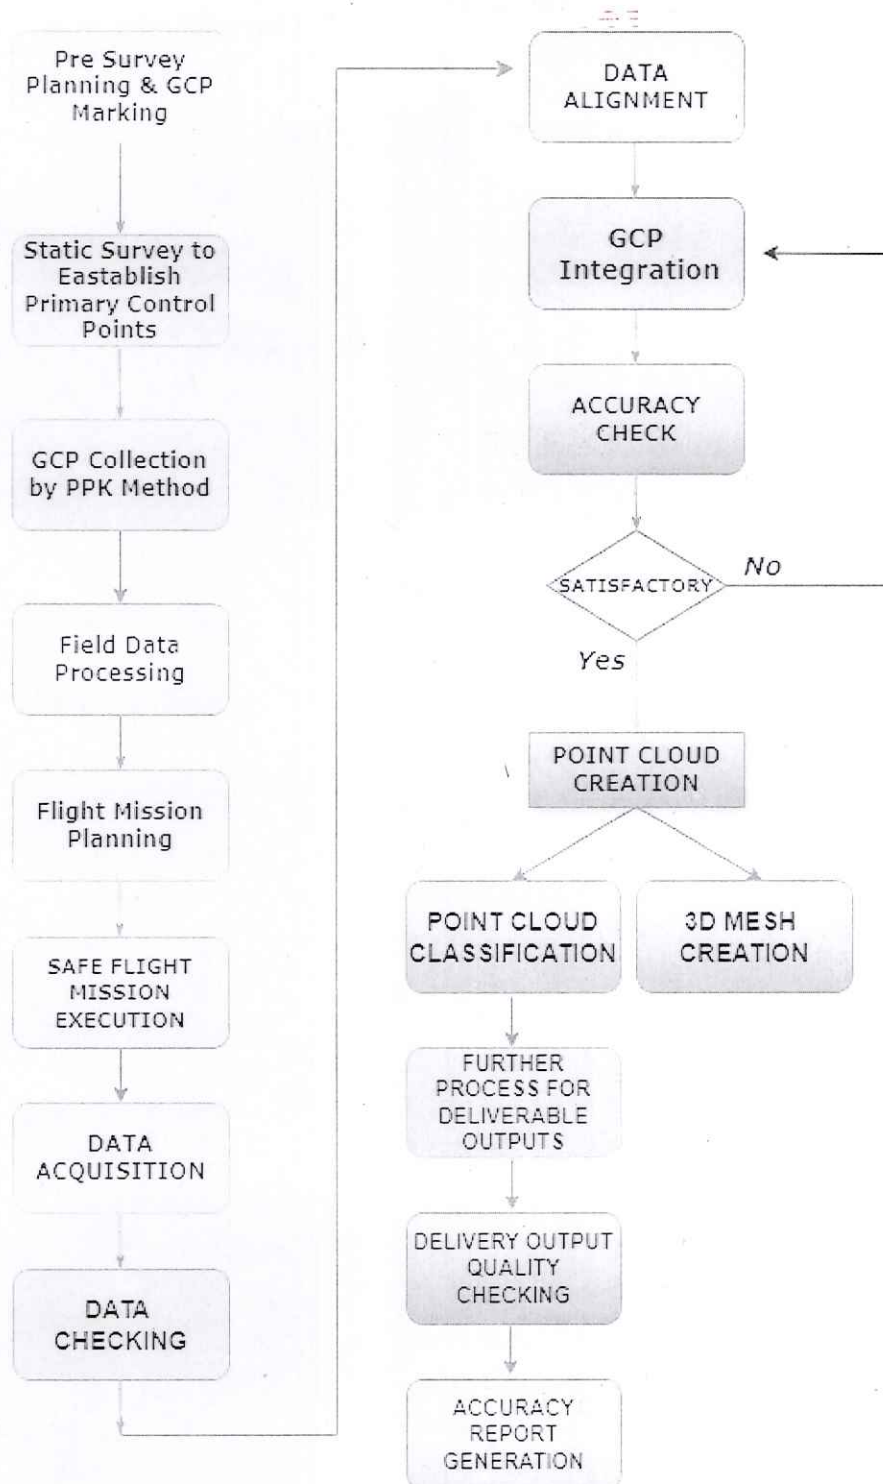 Pre Survey
Planning & GCP
Marking
Static Survey to
Eastablish
Primary Control
Points
GCP Collection
by PPK Method
Field Data
Processing
Flight Mission
Planning
SAFE FLIGHT
MISSION
EXECUTION
DATA
ACQUISITION
DATA
CHECKING
DATA
ALIGNMENT
GCP
Integration
ACCURACY
CHECK
SATISFACTORY
No
Yes
POINT CLOUD
CREATION
POINT CLOUD
CLASSIFICATION
3D MESH
CREATION
FURTHER
PROCESS FOR
DELIVERABLE
OUTPUTS
DELIVERY OUTPUT
QUALITY
CHECKING
ACCURACY
REPORT
GENERATION